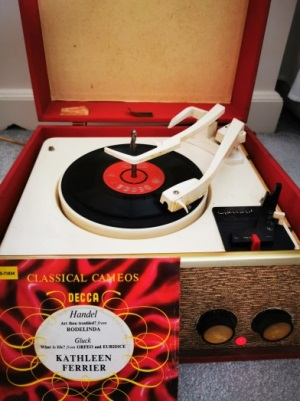 CLASSICAL CAMEOS
DECCA
Handel
Art thou troubled? from
RODELINDA
Gluck
What is life? from ORFEO and EURIDICE
KATHLEEN
FERRIER